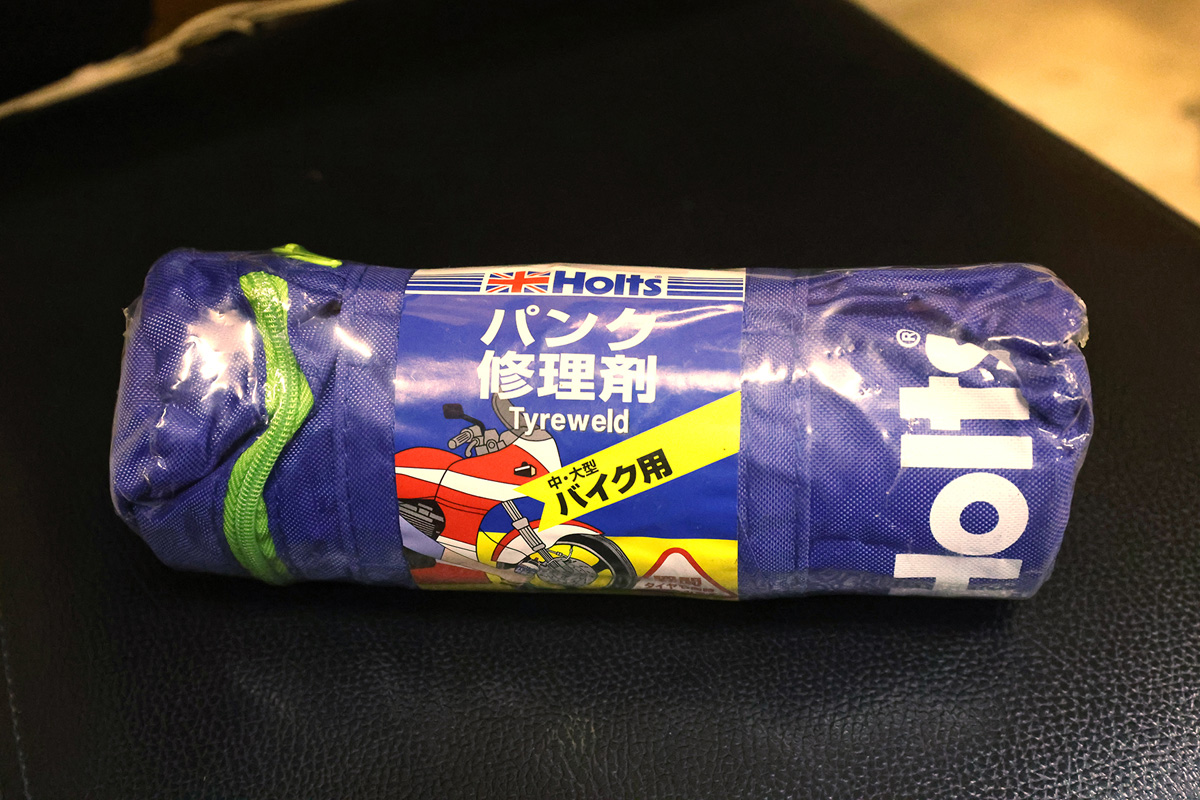 Holts
パンク
修理剤
Tyreweld
中・大型
バイク用
Holts®